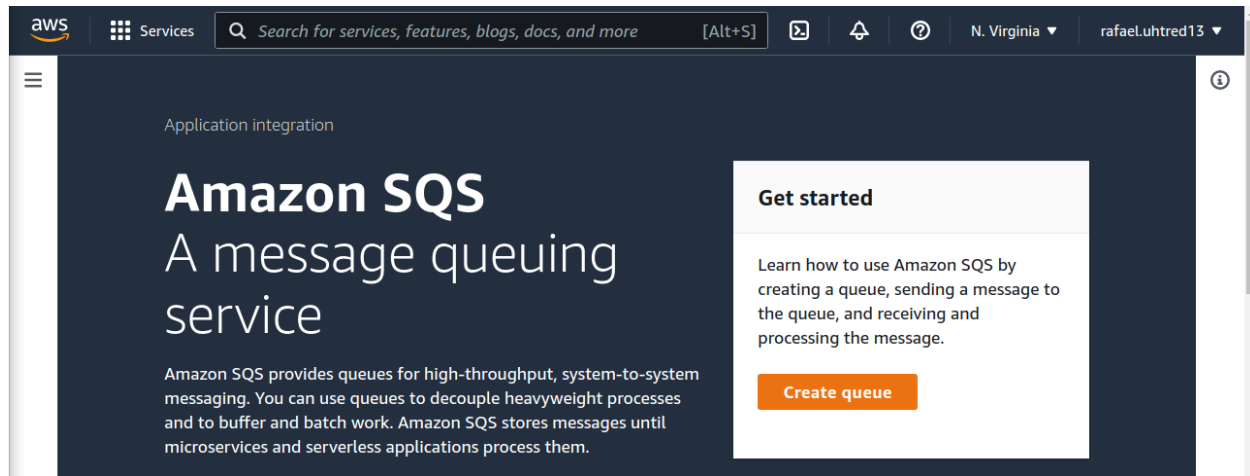 aws Services Search for services, features, blogs, docs, and more [Alt+S] N. Virginia ▼ rafael.uhtred13 ▼
Application integration
Amazon SQS
A message queuing
service
Amazon SQS provides queues for high-throughput, system-to-system
messaging. You can use queues to decouple heavyweight processes
and to buffer and batch work. Amazon SQS stores messages until
microservices and serverless applications process them.
Get started
Learn how to use Amazon SQS by
creating a queue, sending a message to
the queue, and receiving and
processing the message.
Create queue